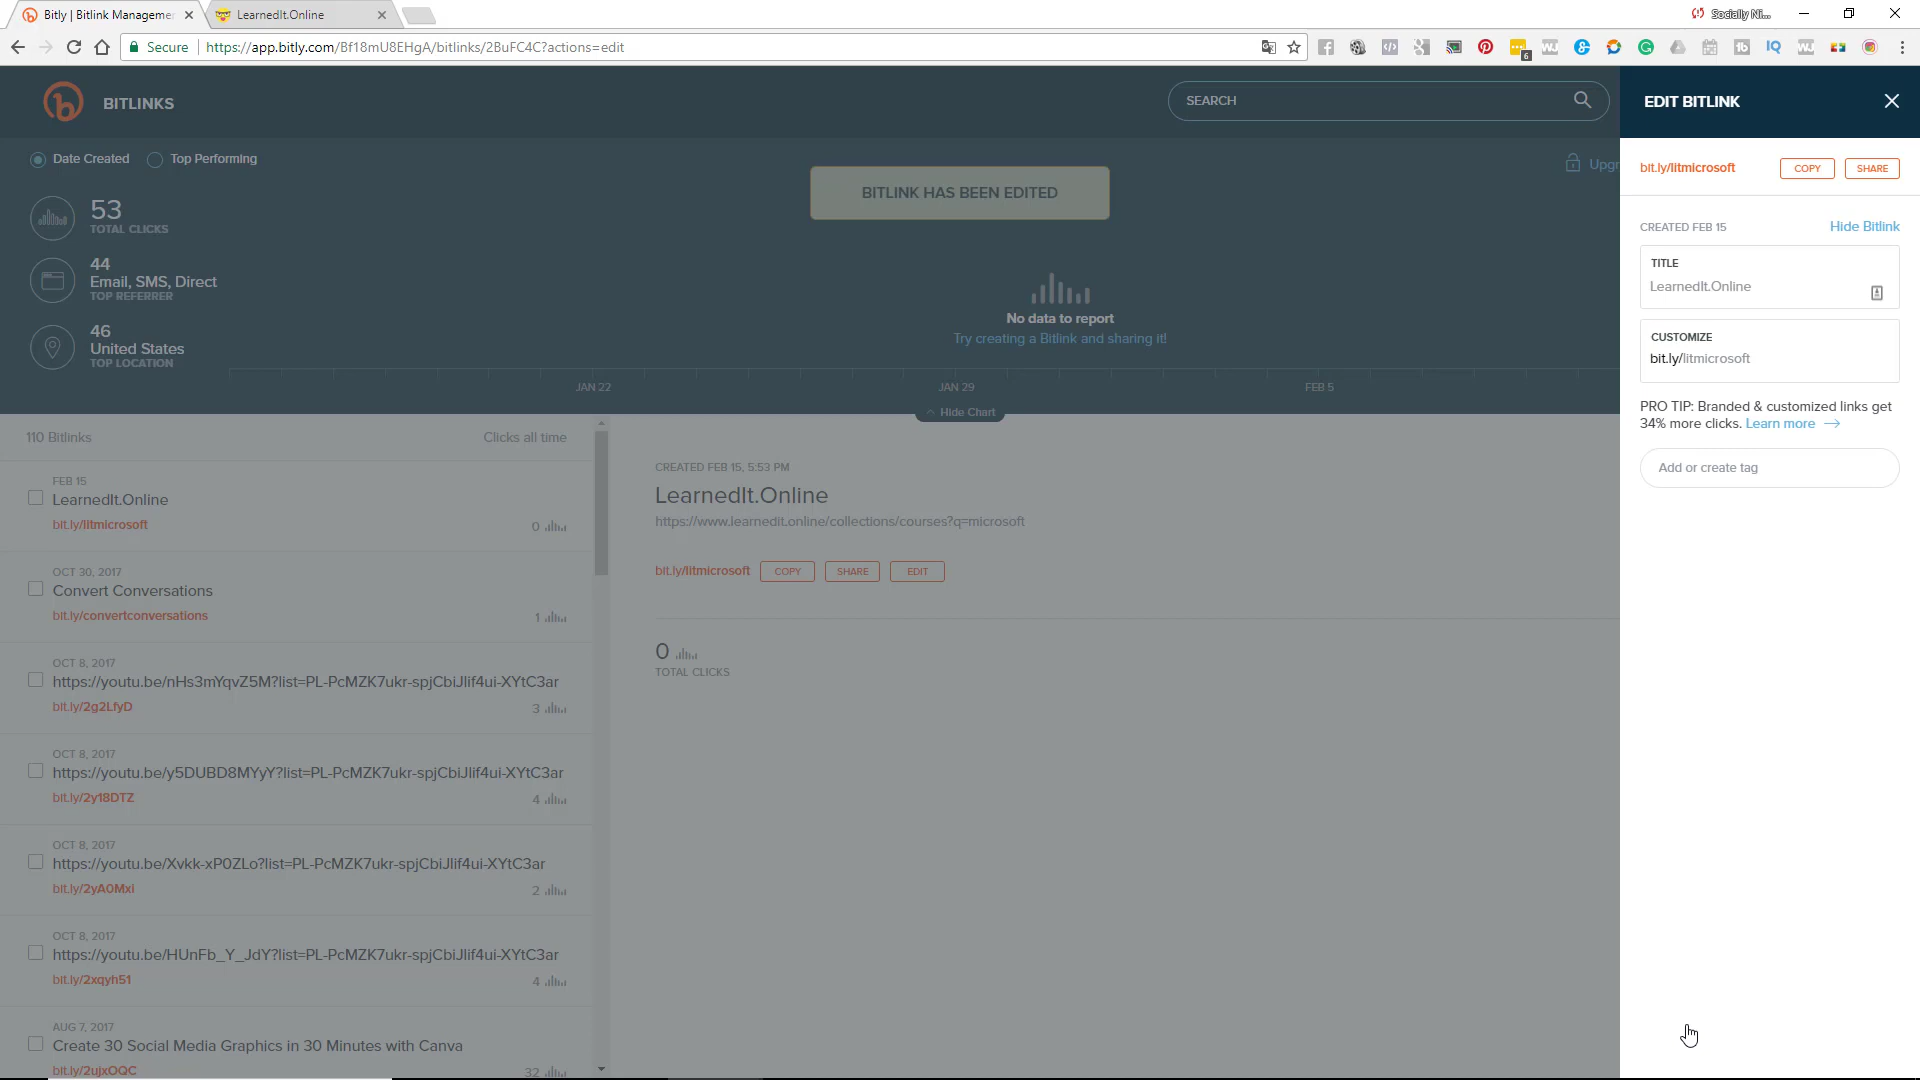 Bitly | Bitlink Managemen
LearnedIt.Online
Socially Ni...
Secure
https://app.bitly.com/Bf18mU8EHgA/bitlinks/2BuFC4C?actions=edit
6
BITLINKS
SEARCH
EDIT BITLINK
Date Created
Top Performing
Upgr
BITLINK HAS BEEN EDITED
bit.ly/litmicrosoft
COPY
SHARE
53
TOTAL CLICKS
CREATED FEB 15
Hide Bitlink
44
Email, SMS, Direct
TOP REFERRER
TITLE
LearnedIt.Online
No data to report
Try creating a Bitlink and sharing it!
46
United States
TOP LOCATION
CUSTOMIZE
bit.ly/litmicrosoft
JAN 22
JAN 29
FEB 5
Hide Chart
PRO TIP: Branded & customized links get
34% more clicks. Learn more
Add or create tag
110 Bitlinks
Clicks all time
FEB 15
LearnedIt.Online
bit.ly/litmicrosoft
0
OCT 30, 2017
Convert Conversations
bit.ly/convertconversations
1
OCT 8, 2017
https://youtu.be/nHs3mYqvZ5M?list=PL-PcMZK7ukr-spjCbiJlif4ui-XYtC3ar
bit.ly/2g2LfyD
3
OCT 8, 2017
https://youtu.be/y5DUBD8MYyY?list=PL-PcMZK7ukr-spjCbiJlif4ui-XYtC3ar
bit.ly/2y18DTZ
4
OCT 8, 2017
https://youtu.be/Xvkk-xP0ZLo?list=PL-PcMZK7ukr-spjCbiJlif4ui-XYtC3ar
bit.ly/2yA0Mxi
2
OCT 8, 2017
https://youtu.be/HUnFb_Y_JdY?list=PL-PcMZK7ukr-spjCbiJlif4ui-XYtC3ar
bit.ly/2xqyh51
4
AUG 7, 2017
Create 30 Social Media Graphics in 30 Minutes with Canva
bit.ly/2ujxOQC
32
CREATED FEB 15, 5:53 PM
LearnedIt.Online
https://www.learnedit.online/collections/courses?q=microsoft
bit.ly/litmicrosoft
COPY
SHARE
EDIT
0
TOTAL CLICKS